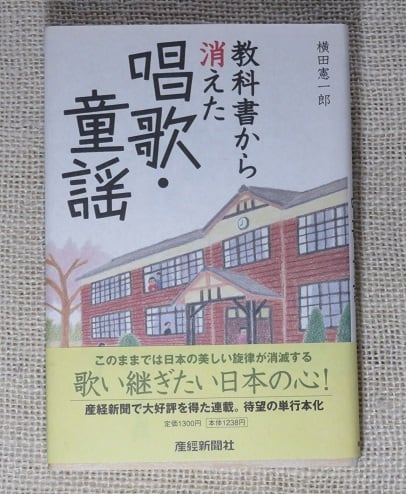 横田憲一郎
教科書から
消えた
唱歌・
童謡
このままでは日本の美しい旋律が消滅する
歌い継ぎたい日本の心!
産経新聞で大好評を得た連載。待望の単行本化
定価1300円 本体1238円
産経新聞社